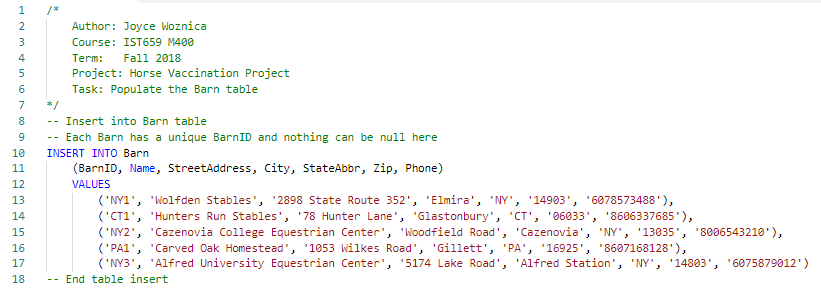 1 /*
2 Author: Joyce Woznica
3 Course: IST659 M400
4 Term: Fall 2018
5 Project: Horse Vaccination Project
6 Task: Populate the Barn table
7 */
8 -- Insert into Barn table
9 -- Each Barn has a unique BarnID and nothing can be null here
10 INSERT INTO Barn
11 (BarnID, Name, StreetAddress, City, StateAbbr, Zip, Phone)
12 VALUES
13 ('NY1', 'Wolfden Stables', '2898 State Route 352', 'Elmira', 'NY', '14903', '6078573488'),
14 ('CT1', 'Hunters Run Stables', '78 Hunter Lane', 'Glastonbury', 'CT', '06033', '8606337685'),
15 ('NY2', 'Cazenovia College Equestrian Center', 'Woodfield Road', 'Cazenovia', 'NY', '13035', '8006543210'),
16 ('PA1', 'Carved Oak Homestead', '1053 Wilkes Road', 'Gillett', 'PA', '16925', '8607168128'),
17 ('NY3', 'Alfred University Equestrian Center', '5174 Lake Road', 'Alfred Station', 'NY', '14803', '6075879012')
18 -- End table insert